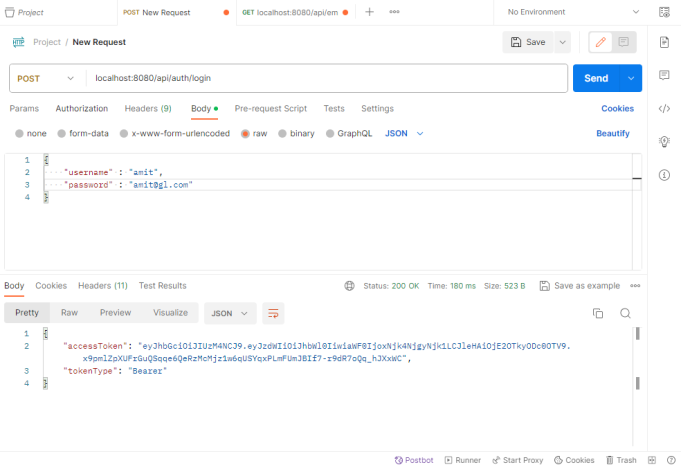 Project
POST New Request
GET localhost:8080/api/em
No Environment
Project / New Request
Save
POST
localhost:8080/api/auth/login
Send
Params
Authorization
Headers (9)
Body
Pre-request Script
Tests
Settings
Cookies
none
form-data
x-www-form-urlencoded
raw
binary
GraphQL
JSON
Beautify
1 {
2 "username" : "amit",
3 "password" : "amit@gl.com"
4 }
Body
Cookies
Headers (11)
Test Results
Status: 200 OK
Time: 180 ms
Size: 523 B
Save as example
Pretty
Raw
Preview
Visualize
JSON
1 {
2 "accessToken": "eyJhbGciOiJIUzM4NCJ9.eyJzdWIiOiJhbWl0IiwiaWF0IjoxNjk4NjgyNjk1LCJleHAiOjE2OTkyODc0OTV9.
x9pmlZpXUFrGuQSqqe6QeRzMcMjz1w6qUSYqxPLmFUmJBIf7-r9dR7oQq_hJXxWC",
3 "tokenType": "Bearer"
4 }
Postbot
Runner
Start Proxy
Cookies
Trash